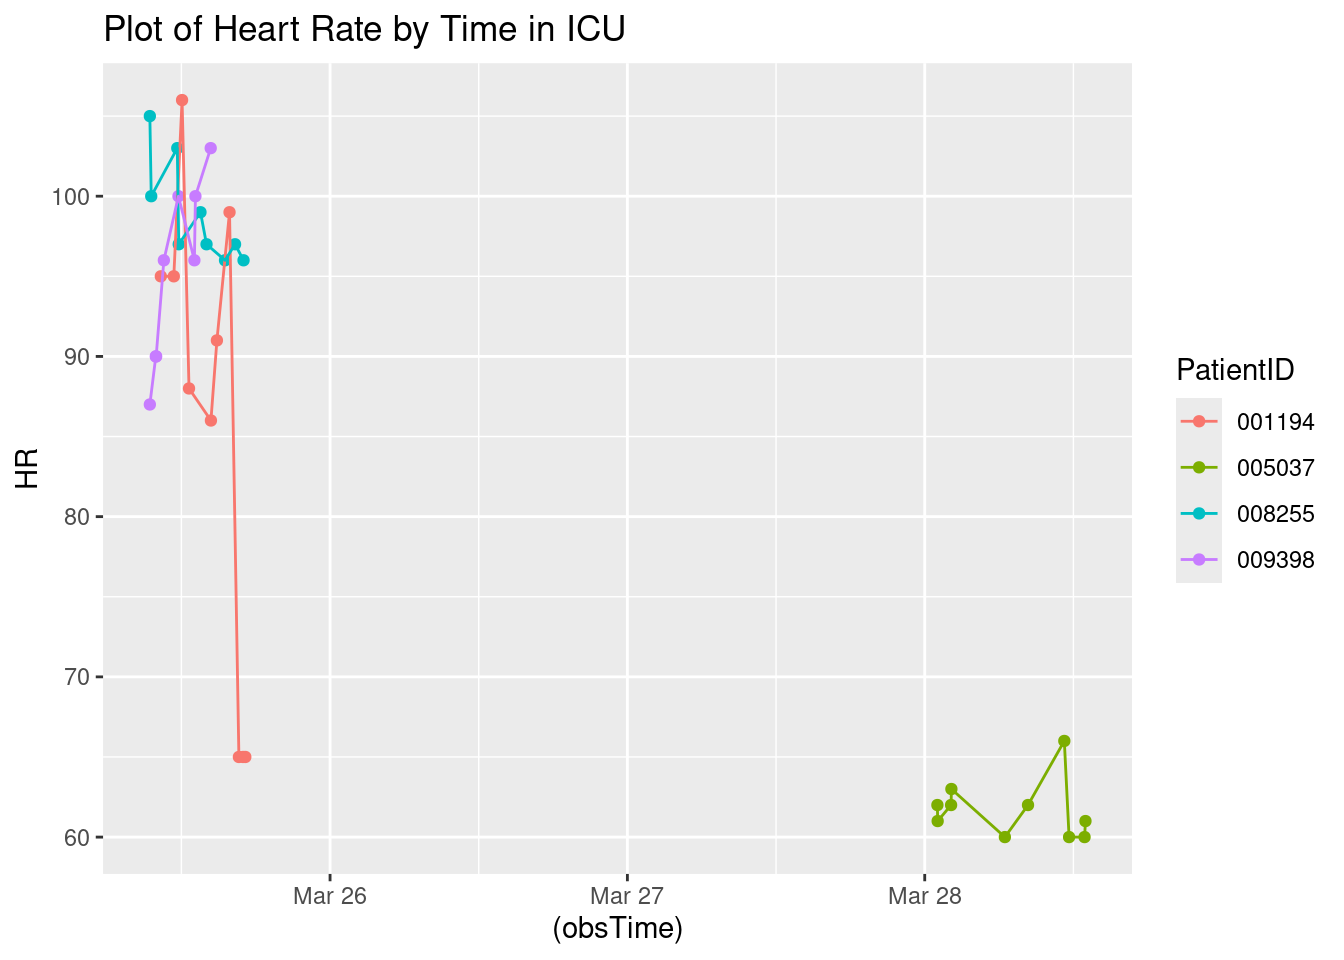 Plot of Heart Rate by Time in ICU
HR
100
90
80
70
60
Mar 26
Mar 27
Mar 28
(obsTime)
PatientID
001194
005037
008255
009398